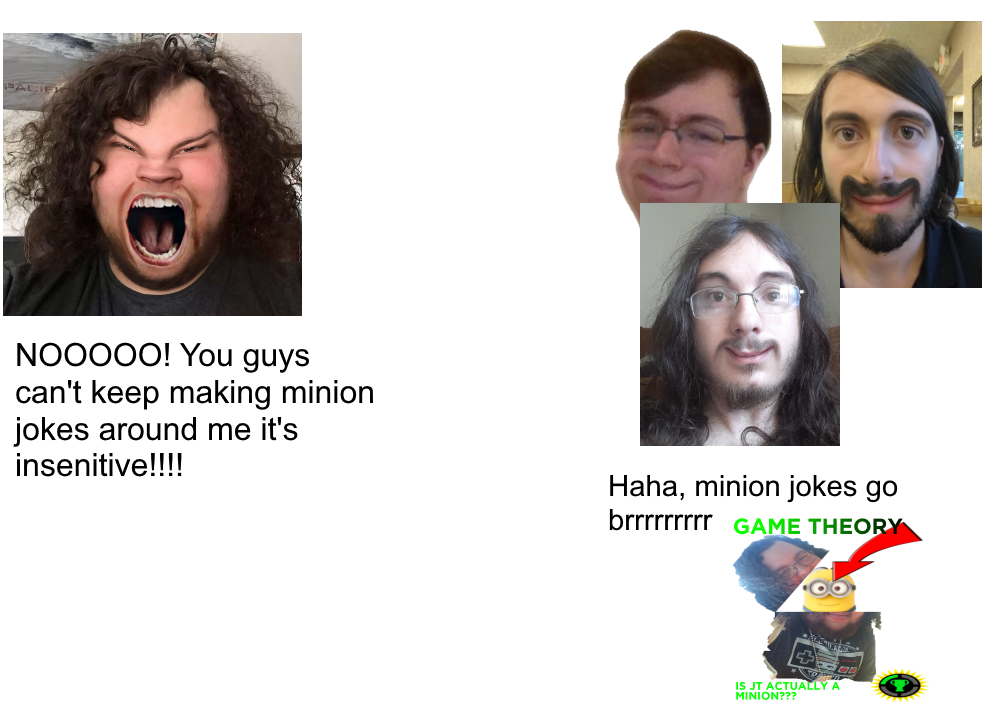 NOOOOO! You guys
can't keep making minion
jokes around me it's
insenitive!!!!
Haha, minion jokes go
brrrrrrrrr
GAME THEORY
IS JT ACTUALLY A
MINION???